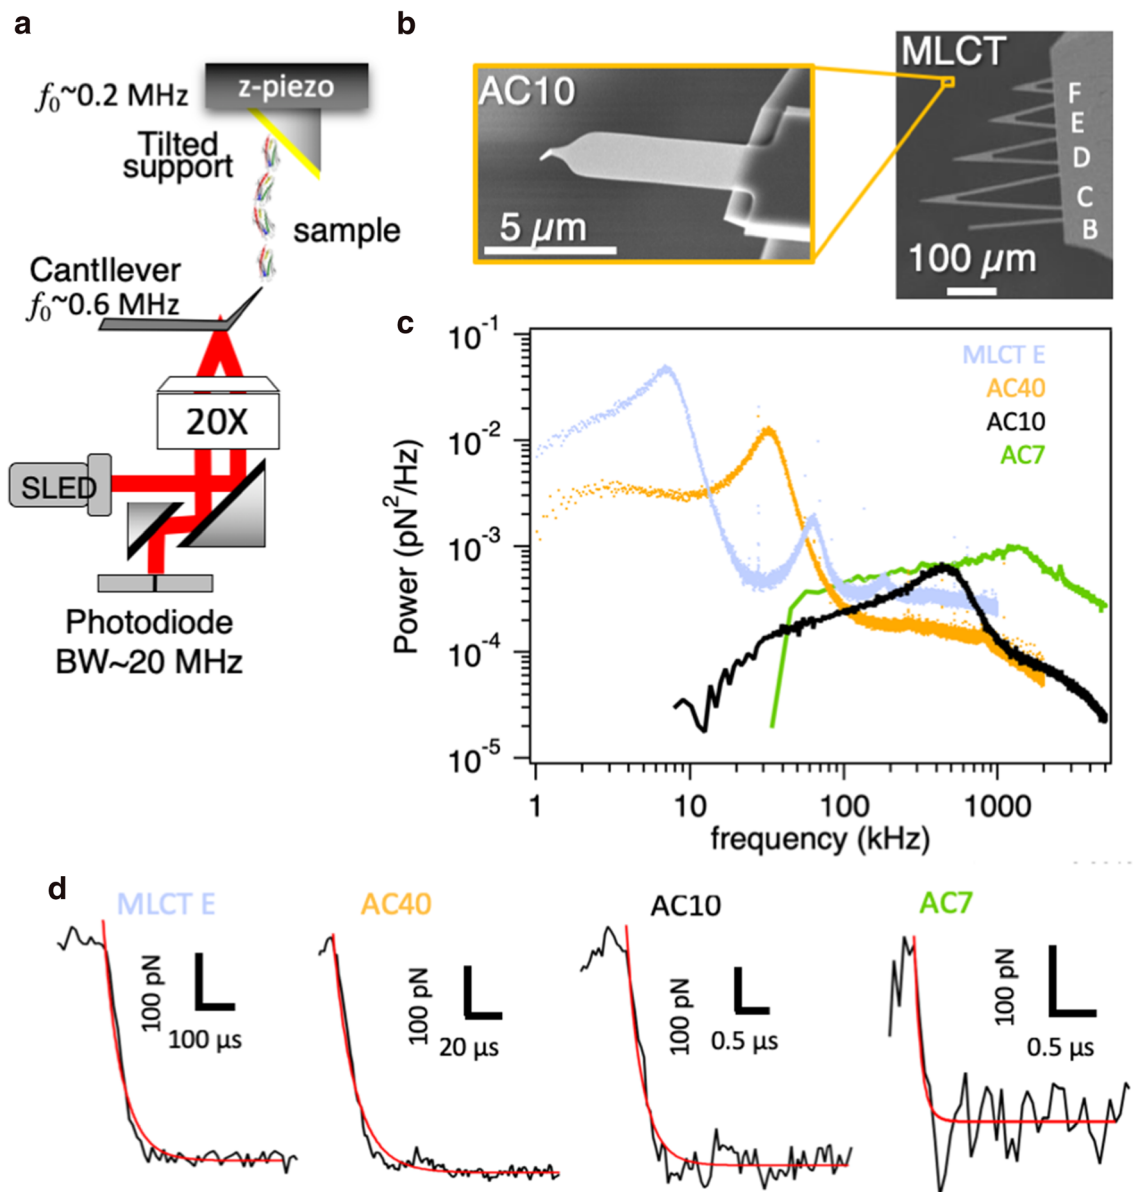 a
f₀~0.2 MHz
z-piezo
Tilted
support
sample
CantIlever
f₀~0.6 MHz
20X
SLED
Photodiode
BW~20 MHz
b
AC10
5 µm
MLCT
F
E
D
C
B
100 µm
c
Power (pN²/Hz)
10⁻¹
10⁻²
10⁻³
10⁻⁴
10⁻⁵
MLCT E
AC40
AC10
AC7
1 10 100 1000
frequency (kHz)
d
MLCT E
100 pN
100 µs
AC40
100 pN
20 µs
AC10
100 pN
0.5 µs
AC7
100 pN
0.5 µs